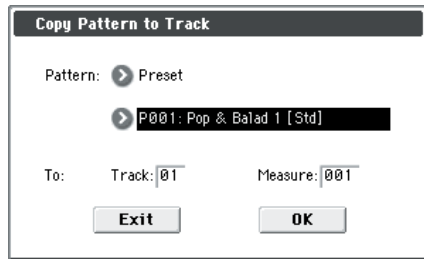 Copy Pattern to Track
Pattern: Preset
P001: Pop & Balad 1 [Std]
To: Track: 01 Measure: 001
Exit OK